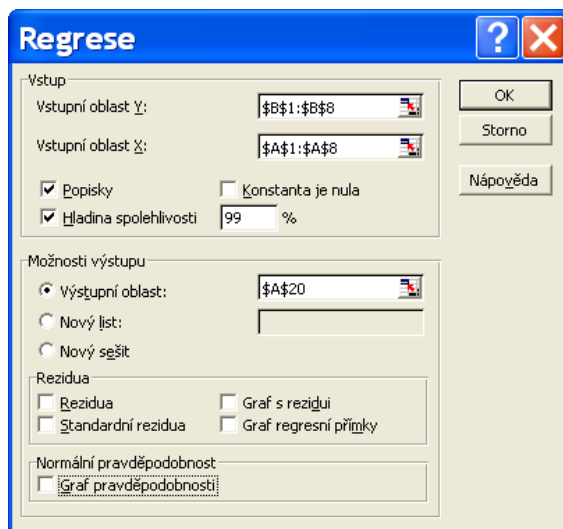 Regrese
Vstup
Vstupní oblast Y: $B$1:$B$8
Vstupní oblast X: $A$1:$A$8
Popisky Konstanta je nula
Hladina spolehlivosti 99 %
OK
Storno
Nápověda
Možnosti výstupu
Výstupní oblast: $A$20
Nový list:
Nový sešit
Rezidua
Rezidua Graf s rezidui
Standardní rezidua Graf regresní přímky
Normální pravděpodobnost
Graf pravděpodobnosti